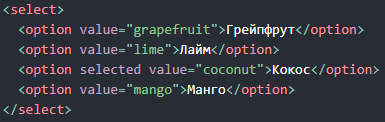 <select>
  <option value="grapefruit">Грейпфрут</option>
  <option value="lime">Лайм</option>
  <option selected value="coconut">Кокос</option>
  <option value="mango">Манго</option>
</select>